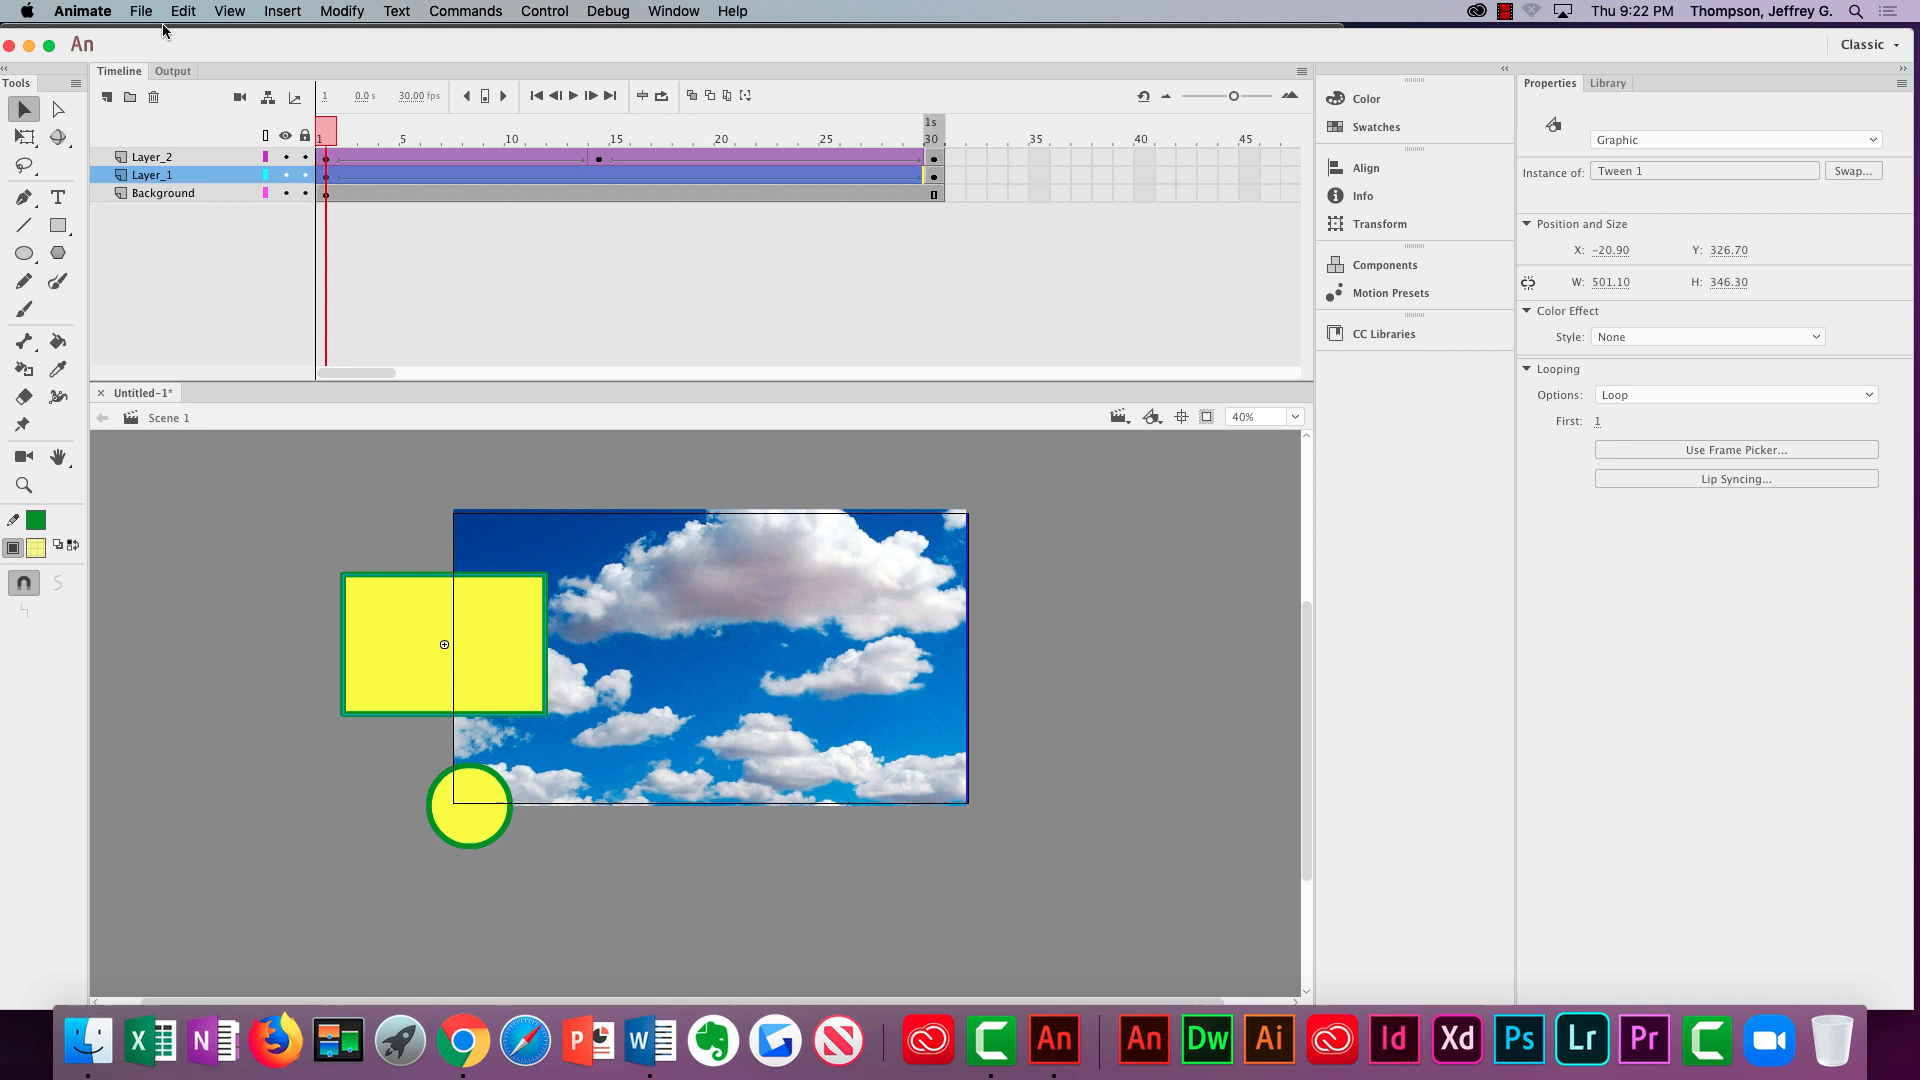 Animate File Edit View Insert Modify Text Commands Control Debug Window Help Thu 9:22 PM Thompson, Jeffrey G.
An Classic
Tools Timeline Output Properties Library
1 0.0 s 30.00 fps
Color
Swatches
Graphic
1s
1 5 10 15 20 25 30 35 40 45
Layer_2
Layer_1
Background
Align
Info
Transform
Components
Motion Presets
CC Libraries
Instance of: Tween 1 Swap...
Position and Size
X: -20.90 Y: 326.70
W: 501.10 H: 346.30
Color Effect
Style: None
Looping
Options: Loop
First: 1
Use Frame Picker...
Lip Syncing...
Untitled-1*
Scene 1 40%
T
X N P W N An An Dw Ai Id Xd Ps Lr Pr